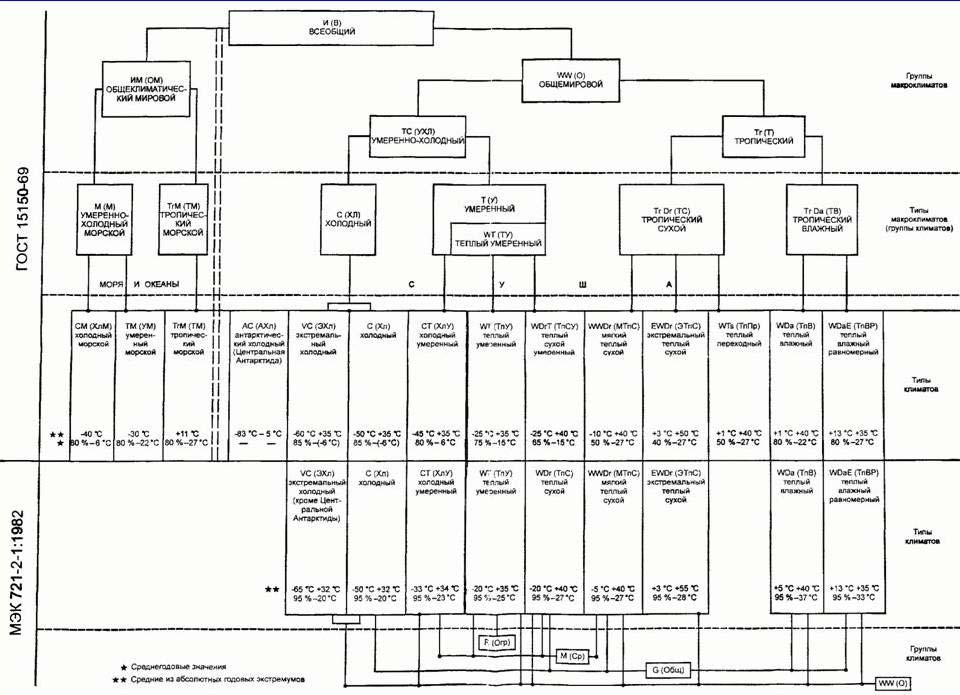 И (В)
ВСЕОБЩИЙ
ИМ (ОМ)
ОБЩЕКЛИМАТИЧЕС-
КИЙ МИРОВОЙ
WW (О)
ОБЩЕМИРОВОЙ
Группы
макроклиматов
ТС (УХЛ)
УМЕРЕННО-ХОЛОДНЫЙ
Tr (Т)
ТРОПИЧЕСКИЙ
ГОСТ 15150-69
М (М)
УМЕРЕННО-
ХОЛОДНЫЙ
МОРСКОЙ
TrM (ТМ)
ТРОПИЧЕС-
КИЙ
МОРСКОЙ
С (ХЛ)
ХОЛОДНЫЙ
Т (У)
УМЕРЕННЫЙ
WT (ТУ)
ТЕПЛЫЙ УМЕРЕННЫЙ
Tr Dr (ТС)
ТРОПИЧЕСКИЙ
СУХОЙ
Tr Da (ТВ)
ТРОПИЧЕСКИЙ
ВЛАЖНЫЙ
Типы
макроклиматов
(группы климатов)
МОРЯ И ОКЕАНЫ
С У Ш А
СМ (ХлМ)
холодный
морской
ТМ (УМ)
умерен-
ный
морской
TrM (ТМ)
тропичес-
кий
морской
АС (АХл)
антарктичес-
кий холодный
(Центральная
Антарктида)
VC (ЭХл)
экстремаль-
ный
холодный
С (Хл)
холодный
СТ (ХлУ)
холодный
умеренный
WT (ТпУ)
теплый
умеренный
WDrT (ТпСУ)
теплый
сухой
умеренный
WWDr (МТпС)
мягкий
теплый
сухой
EWDr (ЭТпС)
экстремальный
теплый
сухой
WTs (ТпПр)
теплый
переходный
WDa (ТпВ)
теплый
влажный
WDaE (ТпВР)
теплый
влажный
равномерный
Типы
климатов
★★
★
-40 °С
80 %–6 °С
-30 °С
80 %–22 °С
+11 °С
80 %–27 °С
-83 °С – 5 °С
— —
-60 °С +35 °С
85 %–(-6°С)
-50 °С +35 °С
85 %–(-6°С)
-45 °С +35 °С
80 %–6 °С
-25 °С +35 °С
75 %–15 °С
-25 °С +40 °С
65 %–15 °С
-10 °С +40 °С
50 %–27 °С
+3 °С +50 °С
40 %–27 °С
+1 °С +40 °С
50 %–27 °С
+1 °С +40 °С
80 %–22 °С
+13 °С +35 °С
80 %–27 °С
МЭК 721-2-1:1982
VC (ЭХл)
экстремальный
холодный
(кроме Цент-
ральной
Антарктиды)
С (Хл)
холодный
СТ (ХлУ)
холодный
умеренный
WT (ТпУ)
теплый
умеренный
WDr (ТпС)
теплый
сухой
WWDr (МТпС)
мягкий
теплый
сухой
EWDr (ЭТпС)
экстремальный
теплый
сухой
WDa (ТпВ)
теплый
влажный
WDaE (ТпВР)
теплый
влажный
равномерный
Типы
климатов
★★
-65 °С +32 °С
95 %–20 °С
-50 °С +32 °С
95 %–20 °С
-33 °С +34 °С
95 %–23 °С
-20 °С +35 °С
95 %–25 °С
-20 °С +40 °С
95 %–27 °С
-5 °С +40 °С
95 %–27 °С
+3 °С +55 °С
95 %–28 °С
+5 °С +40 °С
95 %–37 °С
+13 °С +35 °С
95 %–33 °С
(Огр)
М (Ср)
G (Общ)
WW (О)
Группы
климатов
★ Среднегодовые значения
★★ Средние из абсолютных годовых экстремумов